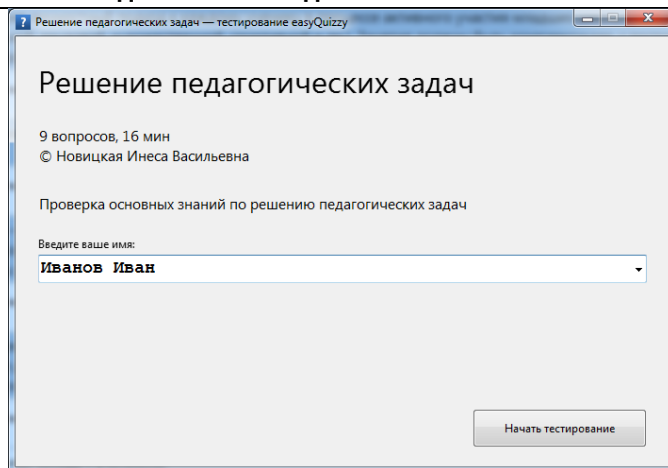 Решение педагогических задач — тестирование easyQuizzy
Решение педагогических задач
9 вопросов, 16 мин
© Новицкая Инеса Васильевна
Проверка основных знаний по решению педагогических задач
Введите ваше имя:
Иванов Иван
Начать тестирование